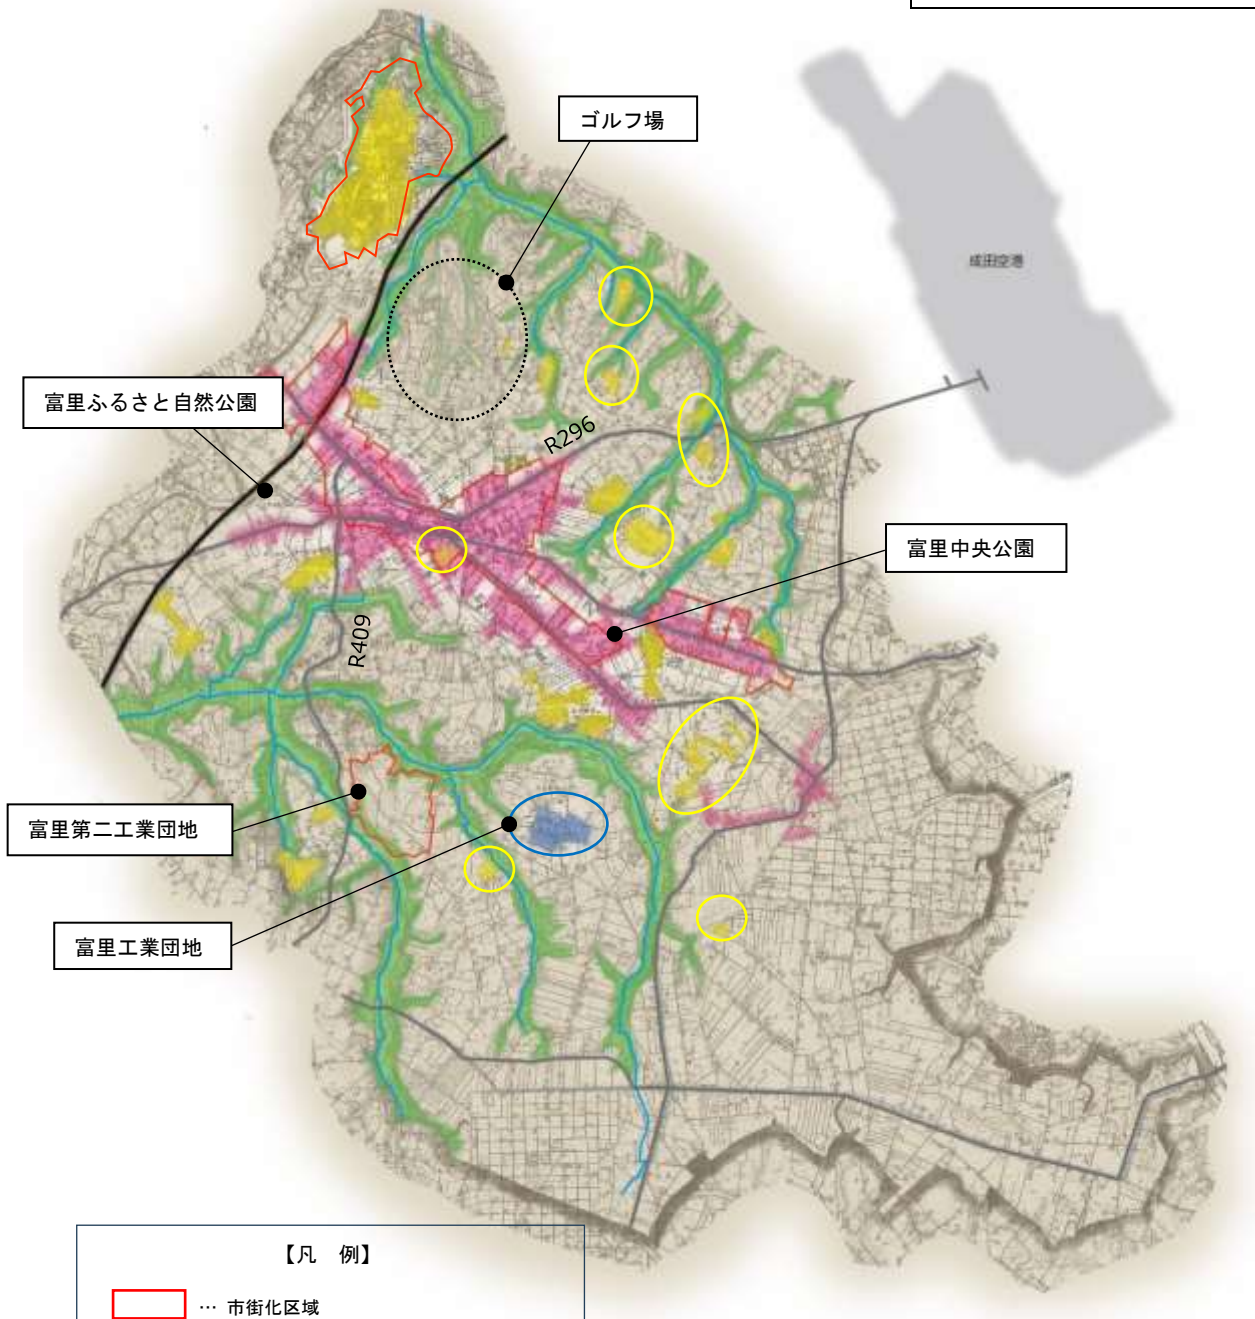 ゴルフ場
成田空港
富里ふるさと自然公園
R296
富里中央公園
R409
富里第二工業団地
富里工業団地
【凡　例】
… 市街化区域